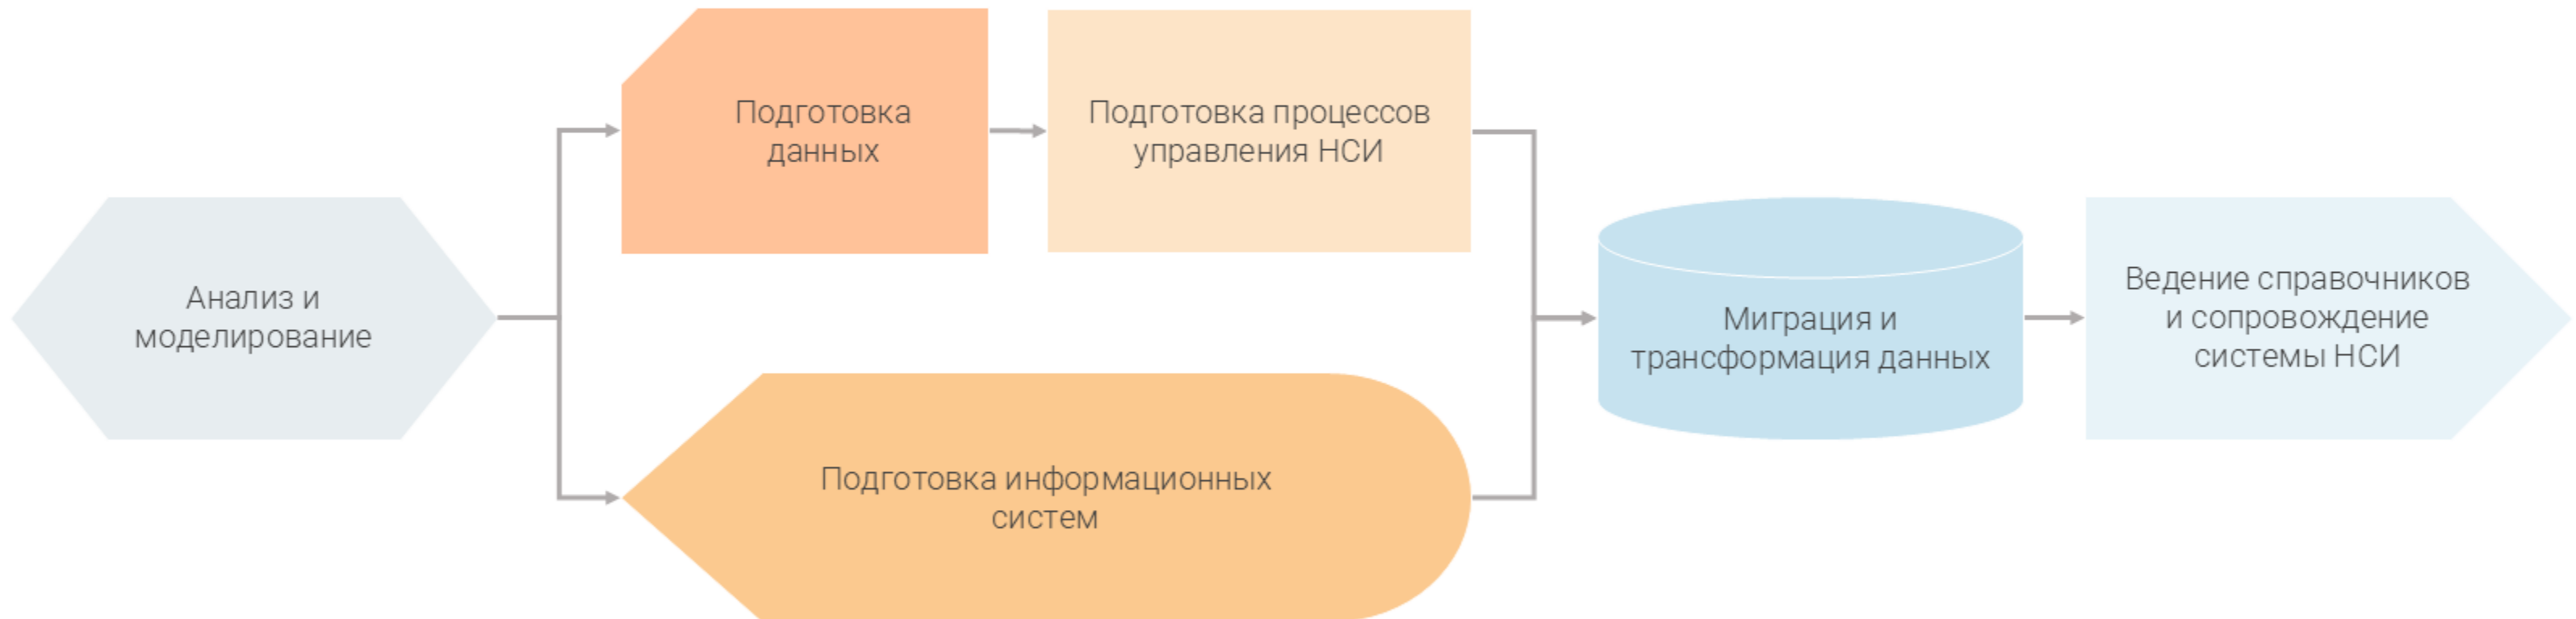 Анализ и
моделирование
Подготовка
данных
Подготовка процессов
управления НСИ
Подготовка информационных
систем
Миграция и
трансформация данных
Ведение справочников
и сопровождение
системы НСИ